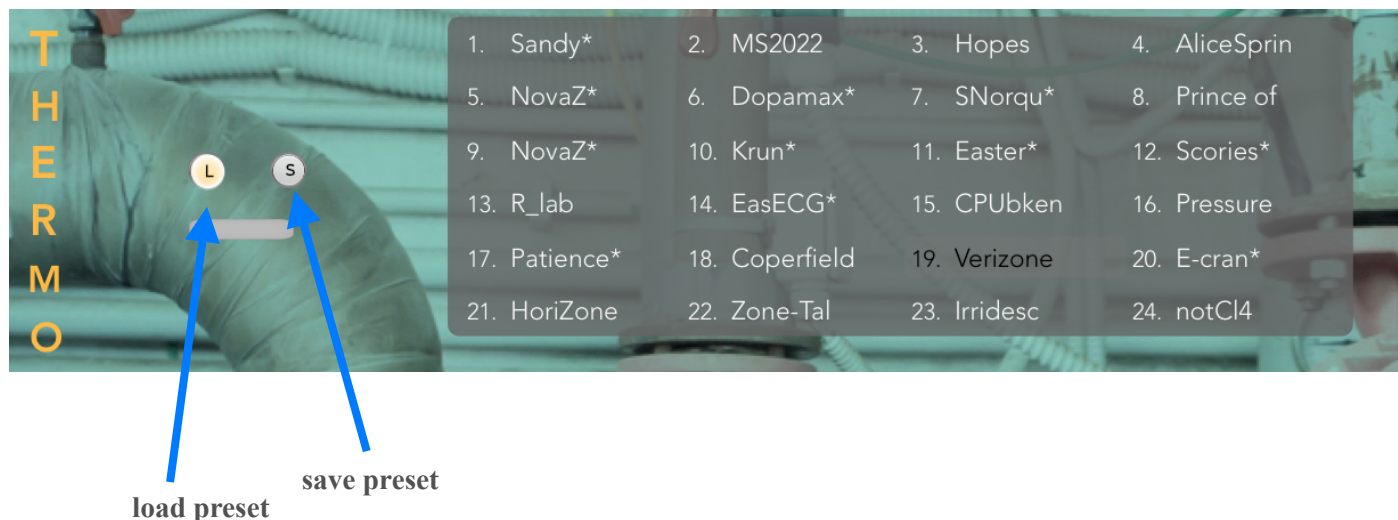 THERMO
1. Sandy* 2. MS2022 3. Hopes 4. AliceSprin
5. NovaZ* 6. Dopamax* 7. SNorqu* 8. Prince of
L S
9. NovaZ* 10. Krun* 11. Easter* 12. Scories*
13. R_lab 14. EasECG* 15. CPUbken 16. Pressure
17. Patience* 18. Coperfield 19. Verizone 20. E-cran*
21. HoriZone 22. Zone-Tal 23. Irridesc 24. notCl4
save preset
load preset